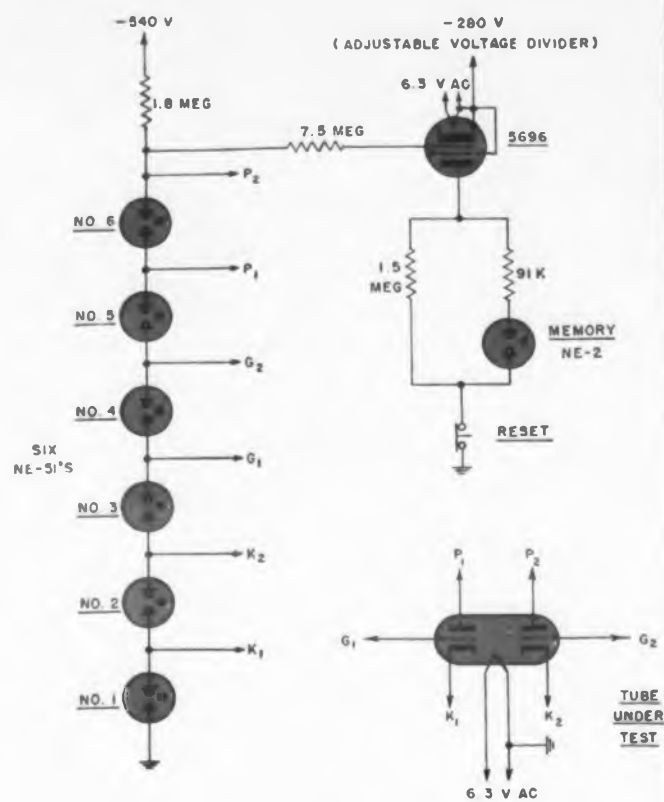 -540 V
-280 V
( ADJUSTABLE VOLTAGE DIVIDER)
6.3 V AC
1.8 MEG
7.5 MEG
5696
P₂
NO 6
P₁
1.5
MEG
91 K
NO. 5
MEMORY
NE-2
G₂
NO. 4
RESET
SIX
NE-51'S
G₁
NO. 3
K₂
P₁
P₂
NO. 2
G₁
G₂
K₁
K₁
K₂
NO. 1
TUBE
UNDER
TEST
6 3 V AC